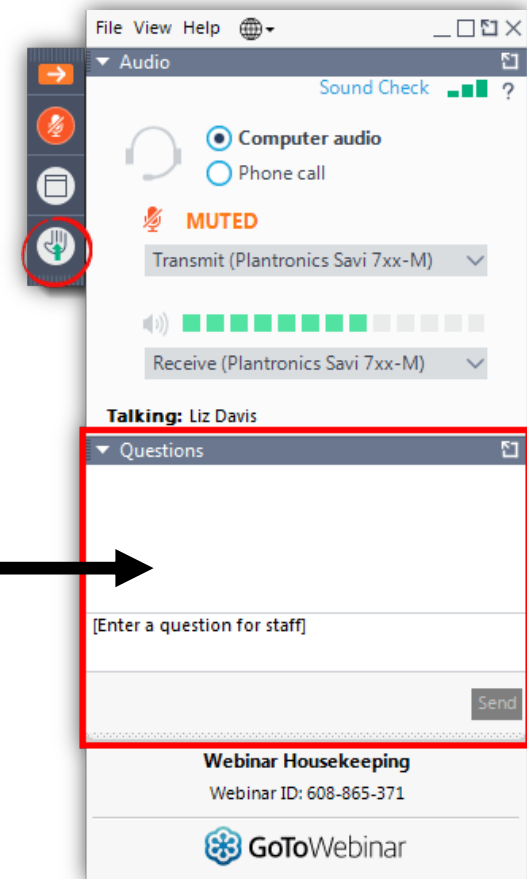 File View Help
Audio
Sound Check ?
Computer audio
Phone call
MUTED
Transmit (Plantronics Savi 7xx-M)
Receive (Plantronics Savi 7xx-M)
Talking: Liz Davis
Questions
[Enter a question for staff]
Send
Webinar Housekeeping
Webinar ID: 608-865-371
GoToWebinar